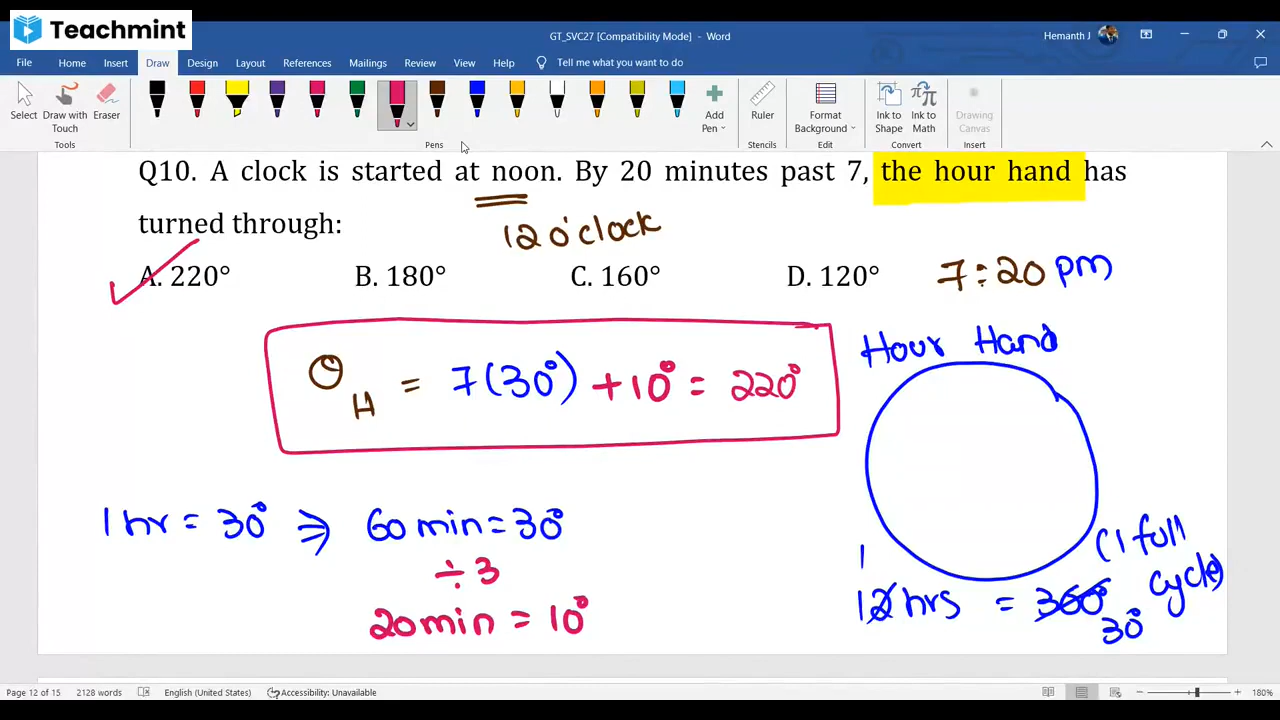 Teachmint
GT_SVC27 [Compatibility Mode] - Word
Hemanth J
File Home Insert Draw Design Layout References Mailings Review View Help Tell me what you want to do
Select Draw with Touch Eraser Add Pen Ruler Format Background Ink to Shape Ink to Math Drawing Canvas
Tools Pens Stencils Edit Convert Insert
Q10. A clock is started at noon. By 20 minutes past 7, the hour hand has
turned through:
12 o'clock
A. 220° B. 180° C. 160° D. 120°
7:20 pm
Hour Hand
Θ H = 7(30°) + 10° = 220°
1 hr = 30° ⇒ 60 min = 30°
÷ 3
20 min = 10°
(1 full
cycle)
1
12 hrs = 360°
30°
Page 12 of 15 2128 words English (United States) Accessibility: Unavailable 180%